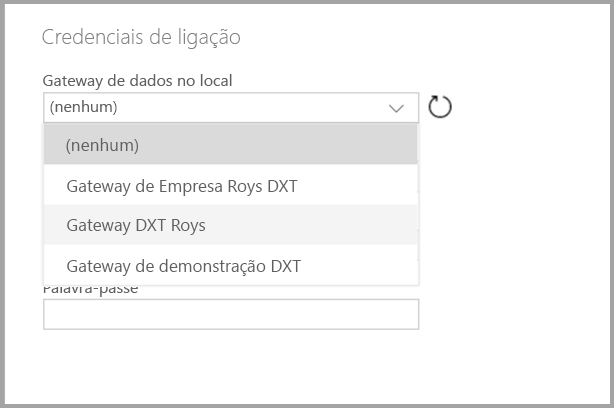 Credenciais de ligação
Gateway de dados no local
(nenhum)
(nenhum)
Gateway de Empresa Roys DXT
Gateway DXT Roys
Gateway de demonstração DXT
Palavra-passe